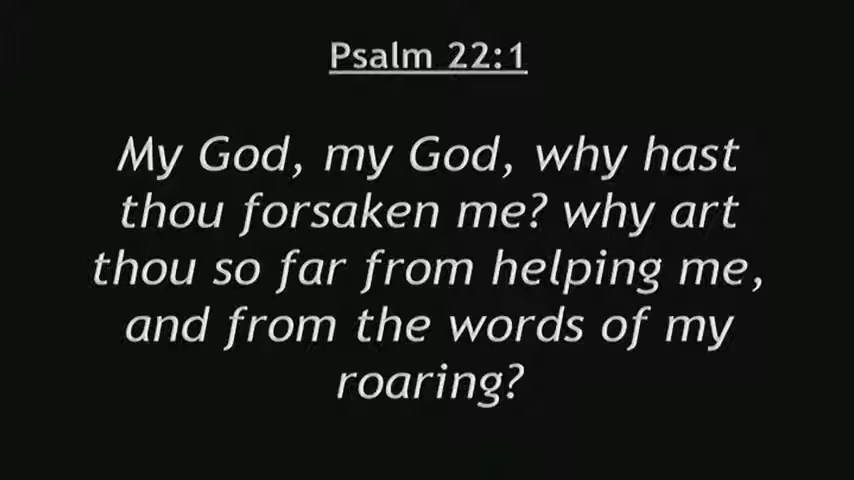 Psalm 22:1
My God, my God, why hast
thou forsaken me? why art
thou so far from helping me,
and from the words of my
roaring?